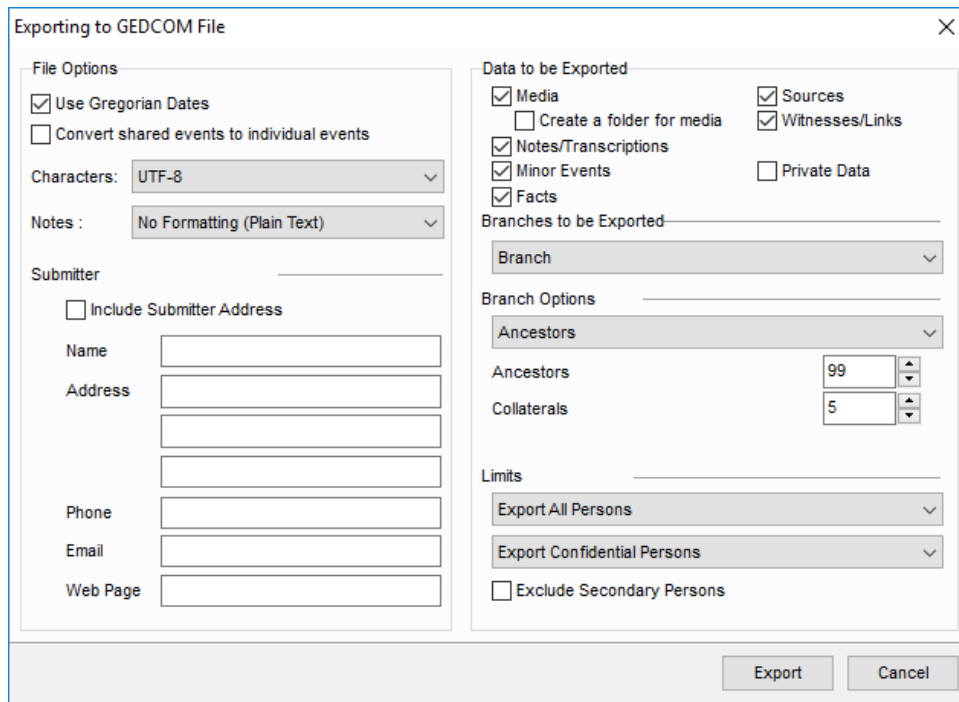 Exporting to GEDCOM File
File Options
Use Gregorian Dates
Convert shared events to individual events
Characters: UTF-8
Notes : No Formatting (Plain Text)
Submitter
Include Submitter Address
Name
Address
Phone
Email
Web Page
Data to be Exported
Media Sources
Create a folder for media Witnesses/Links
Notes/Transcriptions
Minor Events Private Data
Facts
Branches to be Exported
Branch
Branch Options
Ancestors
Ancestors 99
Collaterals 5
Limits
Export All Persons
Export Confidential Persons
Exclude Secondary Persons
Export Cancel